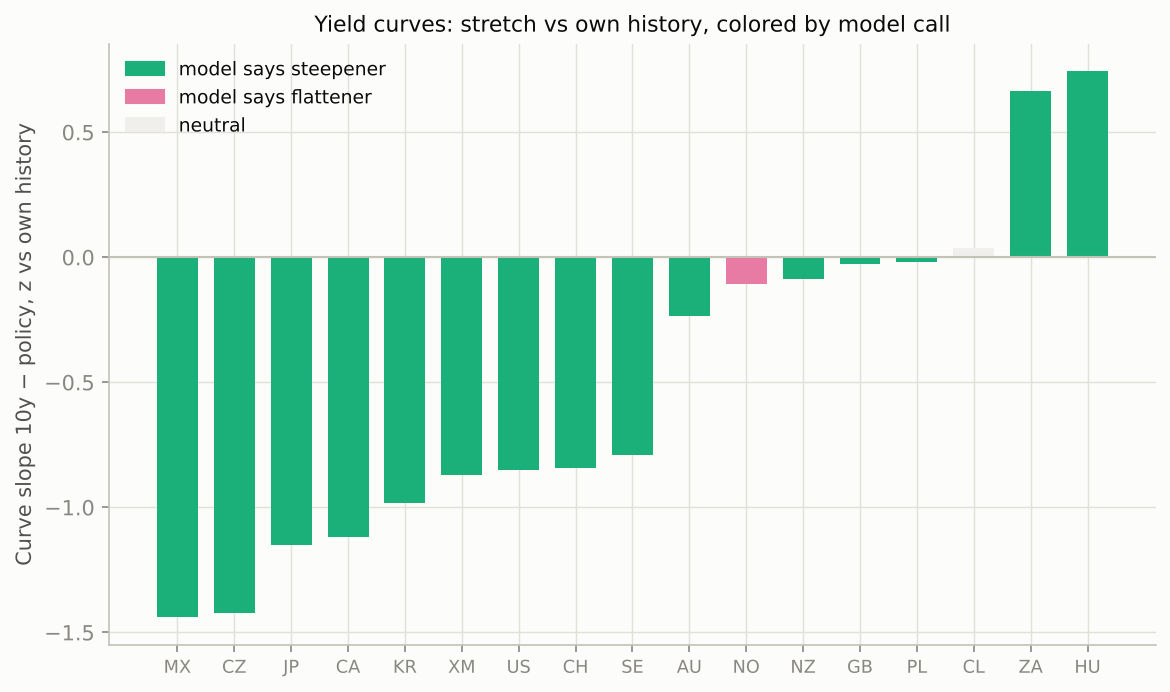 Yield curves: stretch vs own history, colored by model call
model says steepener
model says flattener
neutral
Curve slope 10y − policy, z vs own history
0.5
0.0
−0.5
−1.0
−1.5
MX CZ JP CA KR XM US CH SE AU NO NZ GB PL CL ZA HU